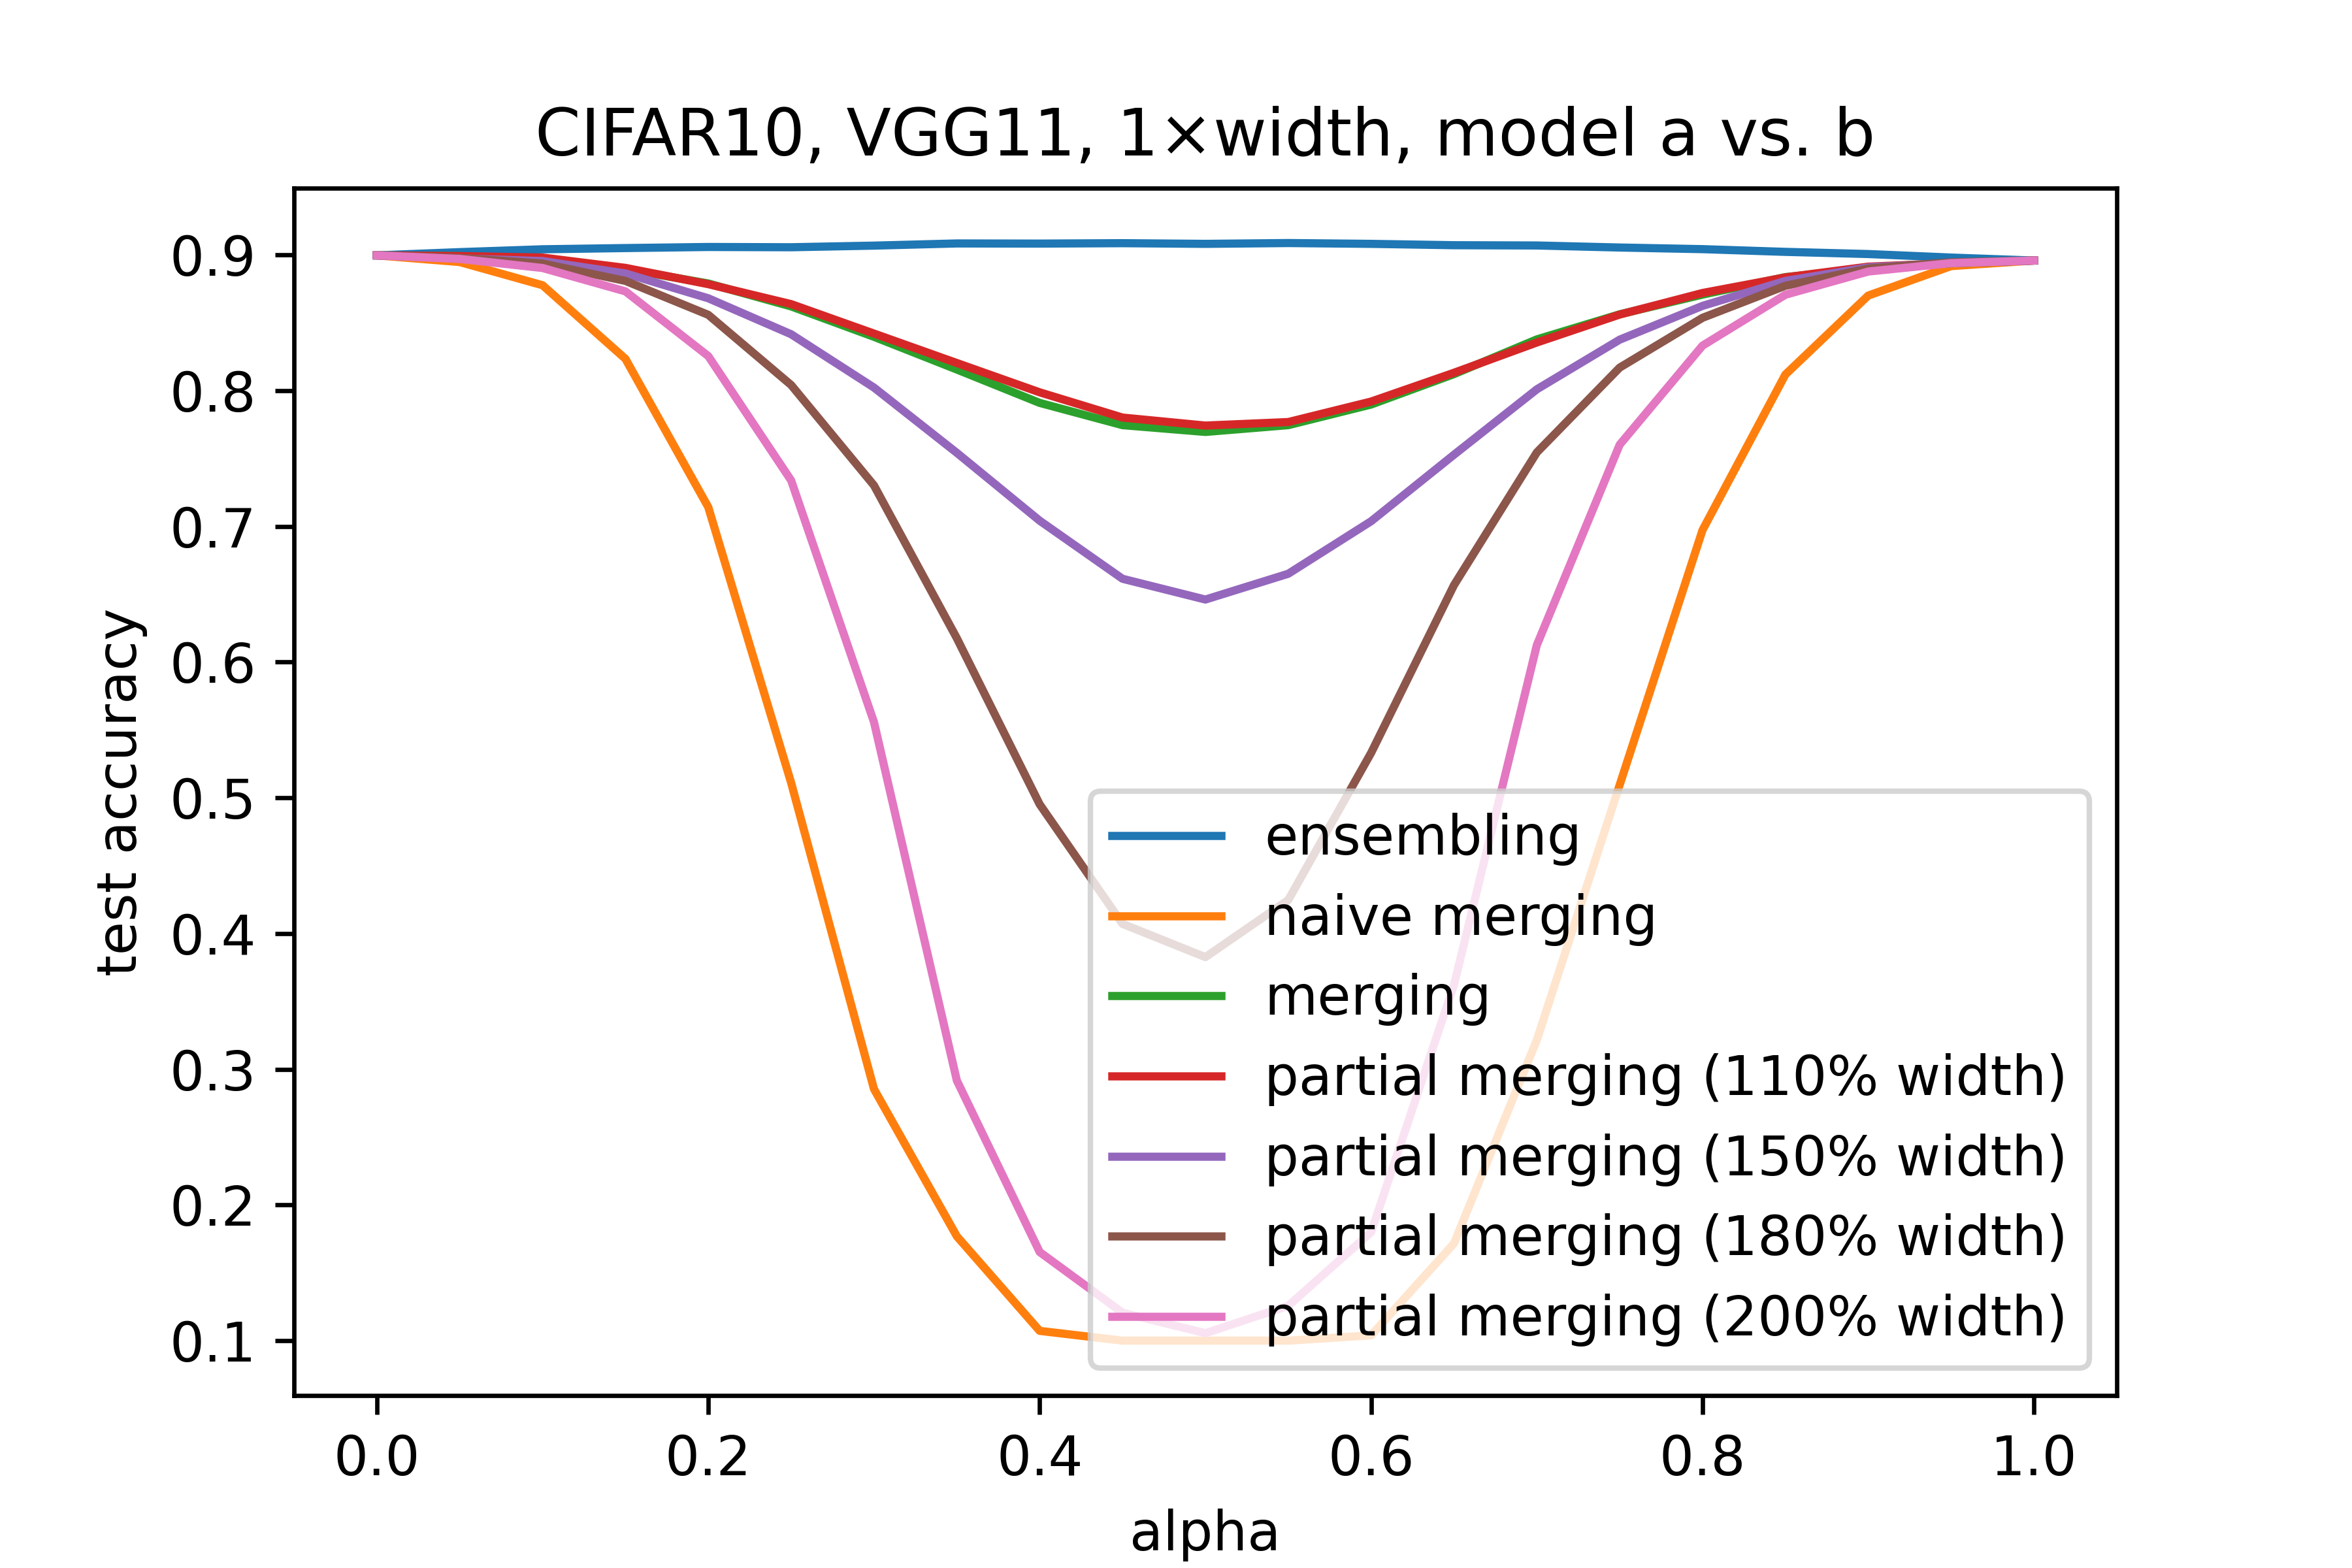 CIFAR10, VGG11, 1×width, model a vs. b
0.9
0.8
0.7
0.6
0.5
0.4
0.3
0.2
0.1
test accuracy
ensembling
naive merging
merging
partial merging (110% width)
partial merging (150% width)
partial merging (180% width)
partial merging (200% width)
0.0 0.2 0.4 0.6 0.8 1.0
alpha